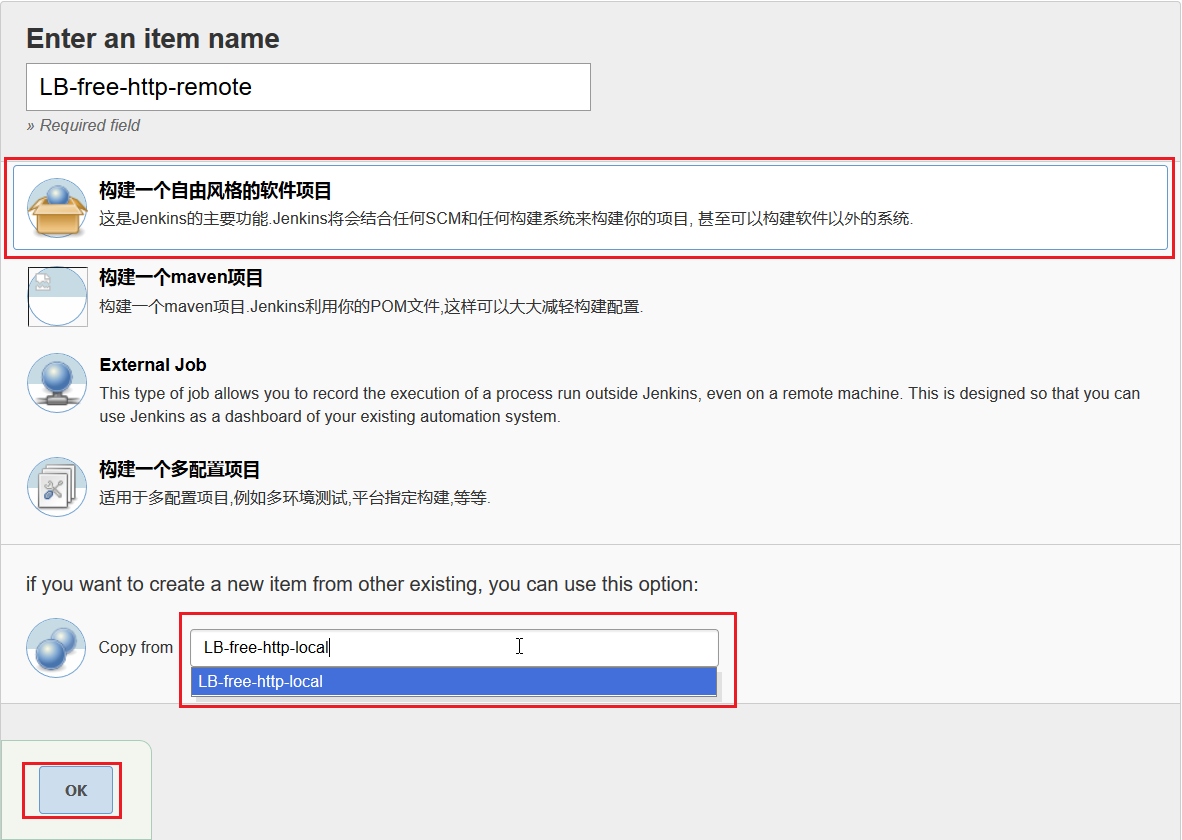 Enter an item name
LB-free-http-remote
» Required field
构建一个自由风格的软件项目
这是Jenkins的主要功能.Jenkins将会结合任何SCM和任何构建系统来构建你的项目, 甚至可以构建软件以外的系统.
构建一个maven项目
构建一个maven项目.Jenkins利用你的POM文件,这样可以大大减轻构建配置.
External Job
This type of job allows you to record the execution of a process run outside Jenkins, even on a remote machine. This is designed so that you can
use Jenkins as a dashboard of your existing automation system.
构建一个多配置项目
适用于多配置项目,例如多环境测试,平台指定构建,等等.
if you want to create a new item from other existing, you can use this option:
Copy from LB-free-http-local
LB-free-http-local
OK